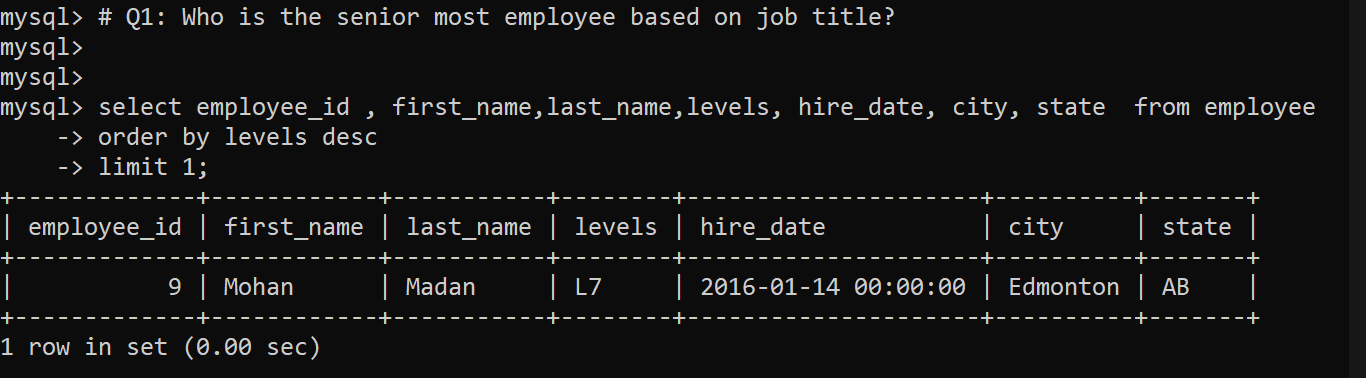 mysql> # Q1: Who is the senior most employee based on job title?
mysql>
mysql>
mysql> select employee_id , first_name,last_name,levels, hire_date, city, state  from employee
    -> order by levels desc
    -> limit 1;
+-------------+------------+-----------+--------+---------------------+----------+-------+
| employee_id | first_name | last_name | levels | hire_date           | city     | state |
+-------------+------------+-----------+--------+---------------------+----------+-------+
|           9 | Mohan      | Madan     | L7     | 2016-01-14 00:00:00 | Edmonton | AB    |
+-------------+------------+-----------+--------+---------------------+----------+-------+
1 row in set (0.00 sec)